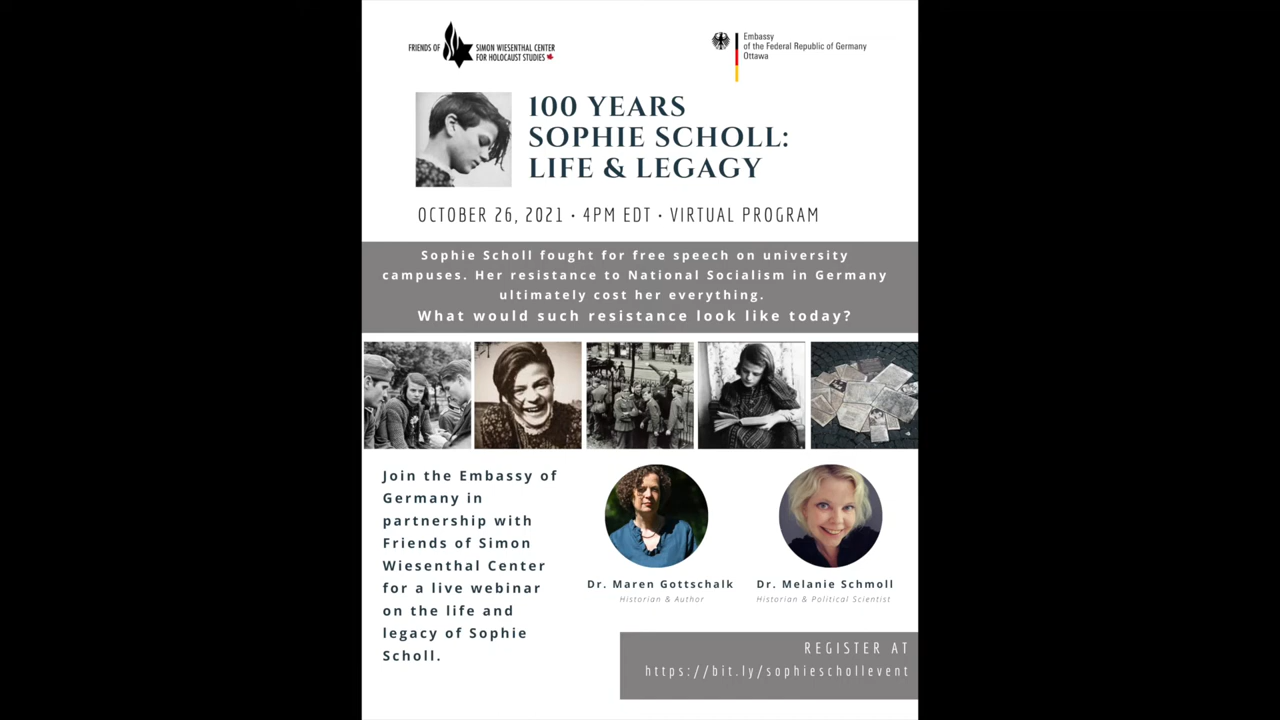 FRIENDS OF SIMON WIESENTHAL CENTER
FOR HOLOCAUST STUDIES
Embassy
of the Federal Republic of Germany
Ottawa
100 YEARS
SOPHIE SCHOLL:
LIFE & LEGACY
OCTOBER 26, 2021 • 4PM EDT • VIRTUAL PROGRAM
Sophie Scholl fought for free speech on university
campuses. Her resistance to National Socialism in Germany
ultimately cost her everything.
What would such resistance look like today?
Join the Embassy of
Germany in
partnership with
Friends of Simon
Wiesenthal Center
for a live webinar
on the life and
legacy of Sophie
Scholl.
Dr. Maren Gottschalk
Historian & Author
Dr. Melanie Schmoll
Historian & Political Scientist
REGISTER AT
https://bit.ly/sophieschollevent